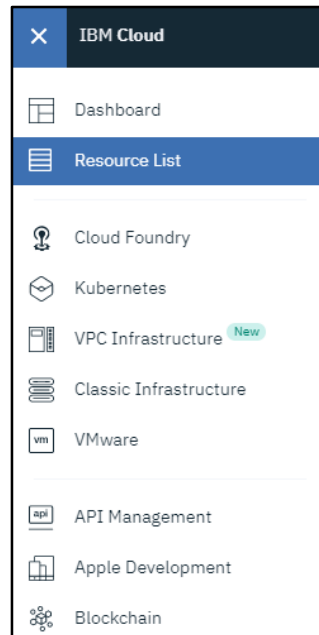 IBM Cloud
Dashboard
Resource List
Cloud Foundry
Kubernetes
VPC Infrastructure New
Classic Infrastructure
vm VMware
api API Management
Apple Development
Blockchain